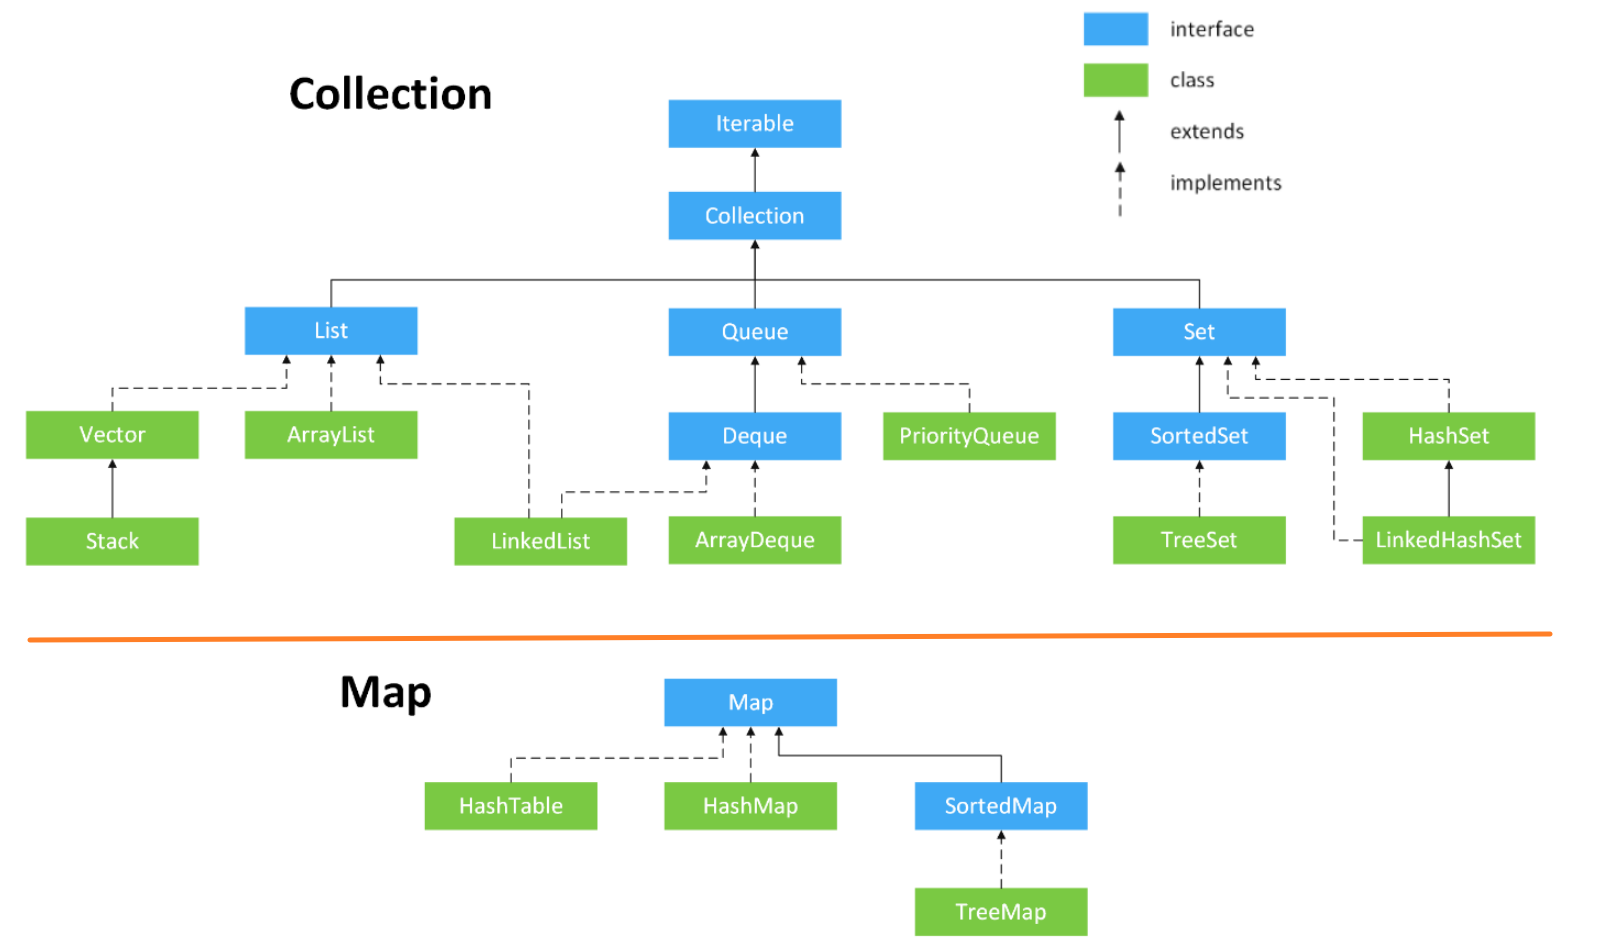 interface
class
extends
implements
Collection
Iterable
Collection
List
Queue
Set
Vector
ArrayList
Deque
PriorityQueue
SortedSet
HashSet
Stack
LinkedList
ArrayDeque
TreeSet
LinkedHashSet
Map
Map
HashTable
HashMap
SortedMap
TreeMap